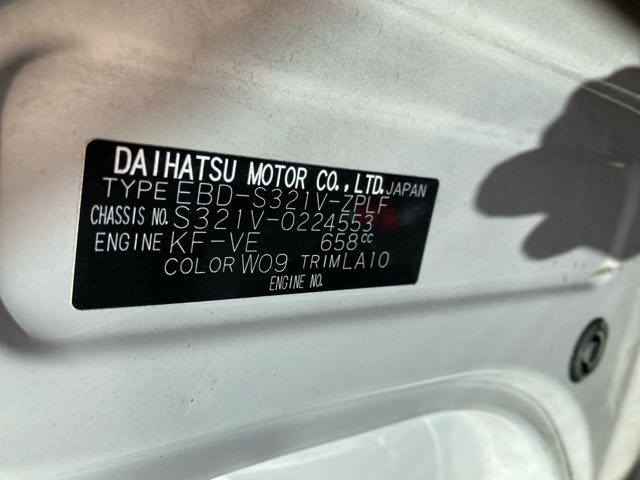 DAIHATSU MOTOR CO.,LTD. JAPAN
TYPE EBD-S321V-ZPLF
CHASSIS NO. S321V-0224553
ENGINE KF-VE 658cc
COLOR W09 TRIM LA10
ENGINE NO.